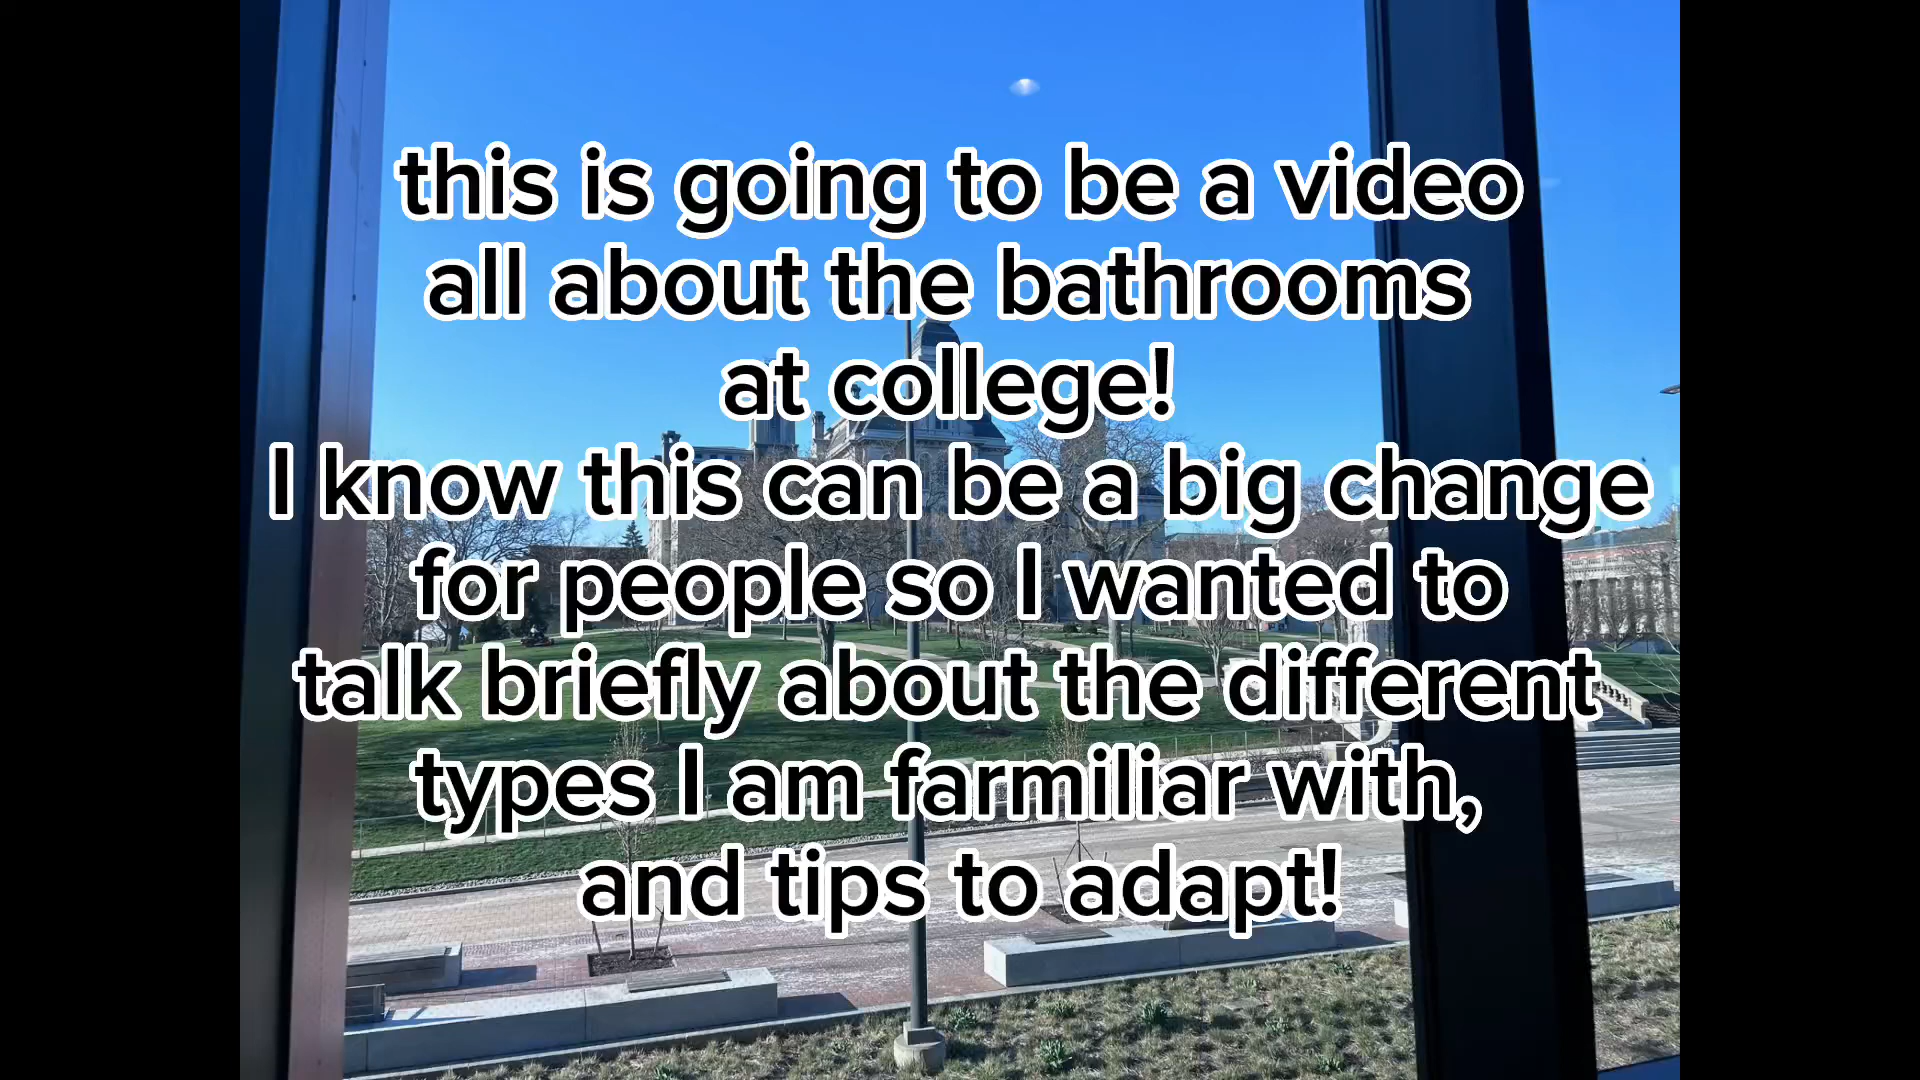 this is going to be a video
all about the bathrooms
at college!
I know this can be a big change
for people so I wanted to
talk briefly about the different
types I am farmiliar with,
and tips to adapt!